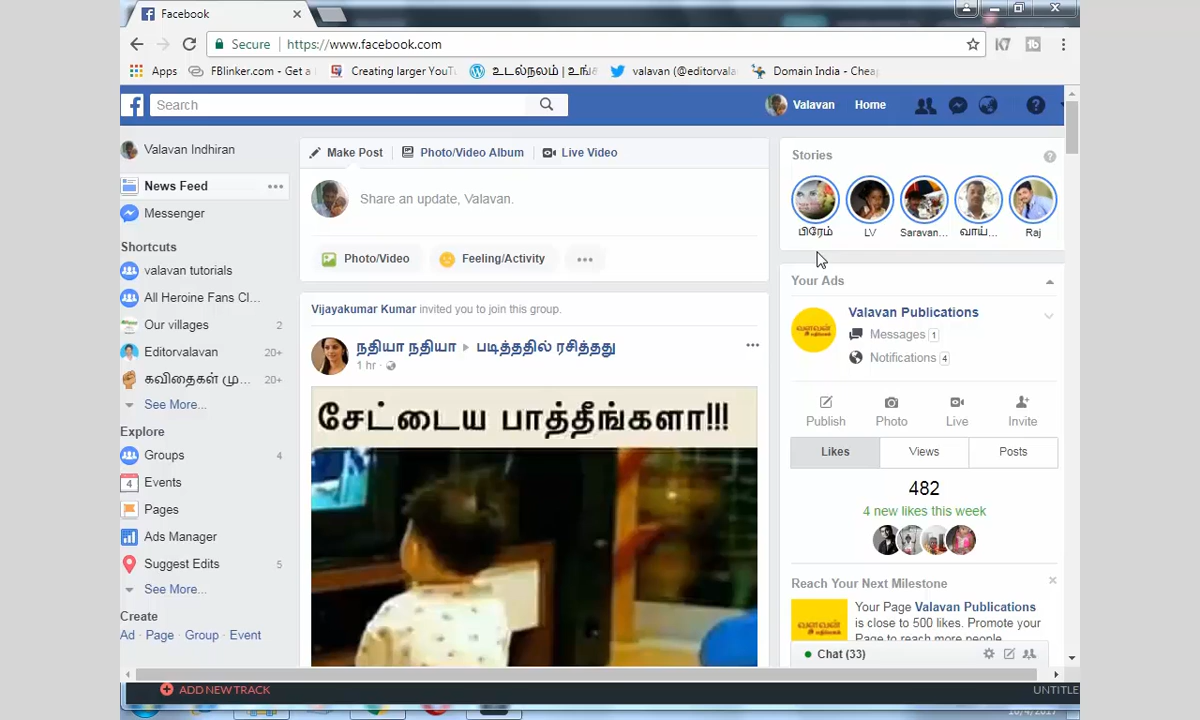 Facebook
Secure
https://www.facebook.com
Apps
FBlinker.com - Get a
Creating larger YouT
உடல்நலம் | உங்
valavan (@editorvala
Domain India - Cheap
Search
Valavan
Home
Valavan Indhiran
News Feed
Messenger
Shortcuts
valavan tutorials
All Heroine Fans Cl...
Our villages 2
Editorvalavan 20+
கவிதைகள் மு... 20+
See More...
Explore
Groups 4
Events
Pages
Ads Manager
Suggest Edits 5
See More...
Create
Ad · Page · Group · Event
Make Post
Photo/Video Album
Live Video
Share an update, Valavan.
Photo/Video
Feeling/Activity
Vijayakumar Kumar invited you to join this group.
நதியா நதியா ▸ படித்ததில் ரசித்தது
1 hr ·
சேட்டைய பாத்தீங்களா!!!
Stories
பிரேம்
LV
Saravan...
வாய்...
Raj
Your Ads
Valavan Publications
Messages 1
Notifications 4
Publish
Photo
Live
Invite
Likes
Views
Posts
482
4 new likes this week
Reach Your Next Milestone
Your Page Valavan Publications
is close to 500 likes. Promote your
Page to reach more people
Chat (33)
ADD NEW TRACK
UNTITLE